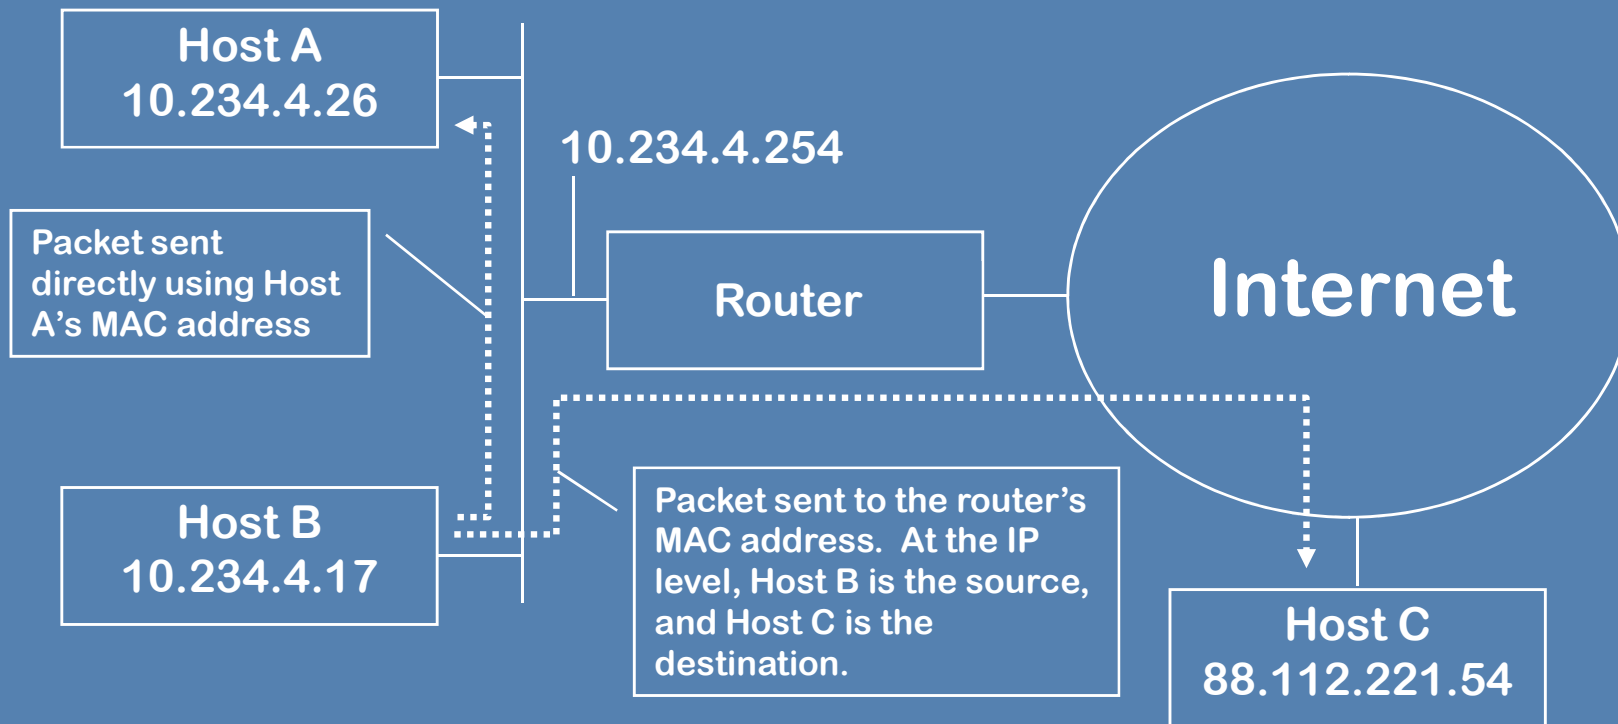 Host A
10.234.4.26
10.234.4.254
Packet sent
directly using Host
A's MAC address
Router
Internet
Host B
10.234.4.17
Packet sent to the router's
MAC address.  At the IP
level, Host B is the source,
and Host C is the
destination.
Host C
88.112.221.54